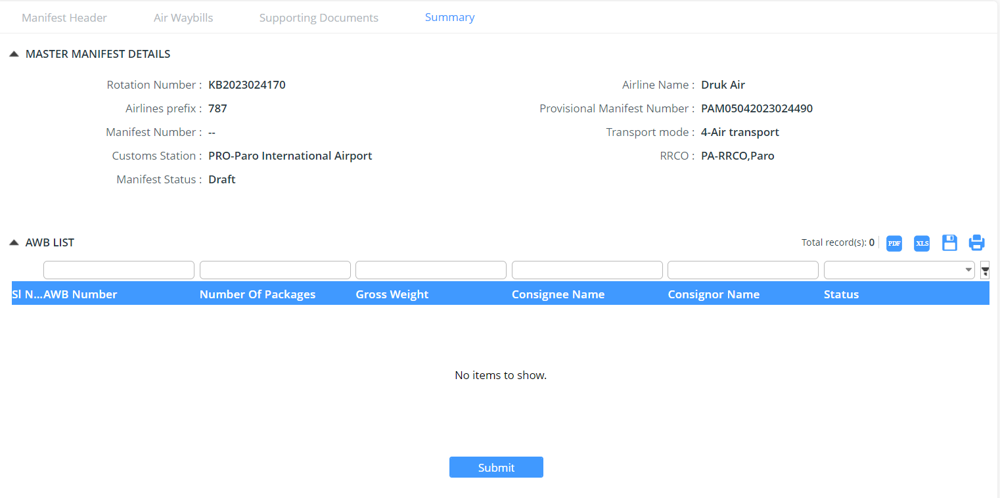 Manifest Header Air Waybills Supporting Documents Summary
MASTER MANIFEST DETAILS
Rotation Number : KB2023024170 Airline Name : Druk Air
Airlines prefix : 787 Provisional Manifest Number : PAM05042023024490
Manifest Number : -- Transport mode : 4-Air transport
Customs Station : PRO-Paro International Airport RRCO : PA-RRCO,Paro
Manifest Status : Draft
AWB LIST Total record(s): 0 PDF XLS
Sl N... AWB Number Number Of Packages Gross Weight Consignee Name Consignor Name Status
No items to show.
Submit